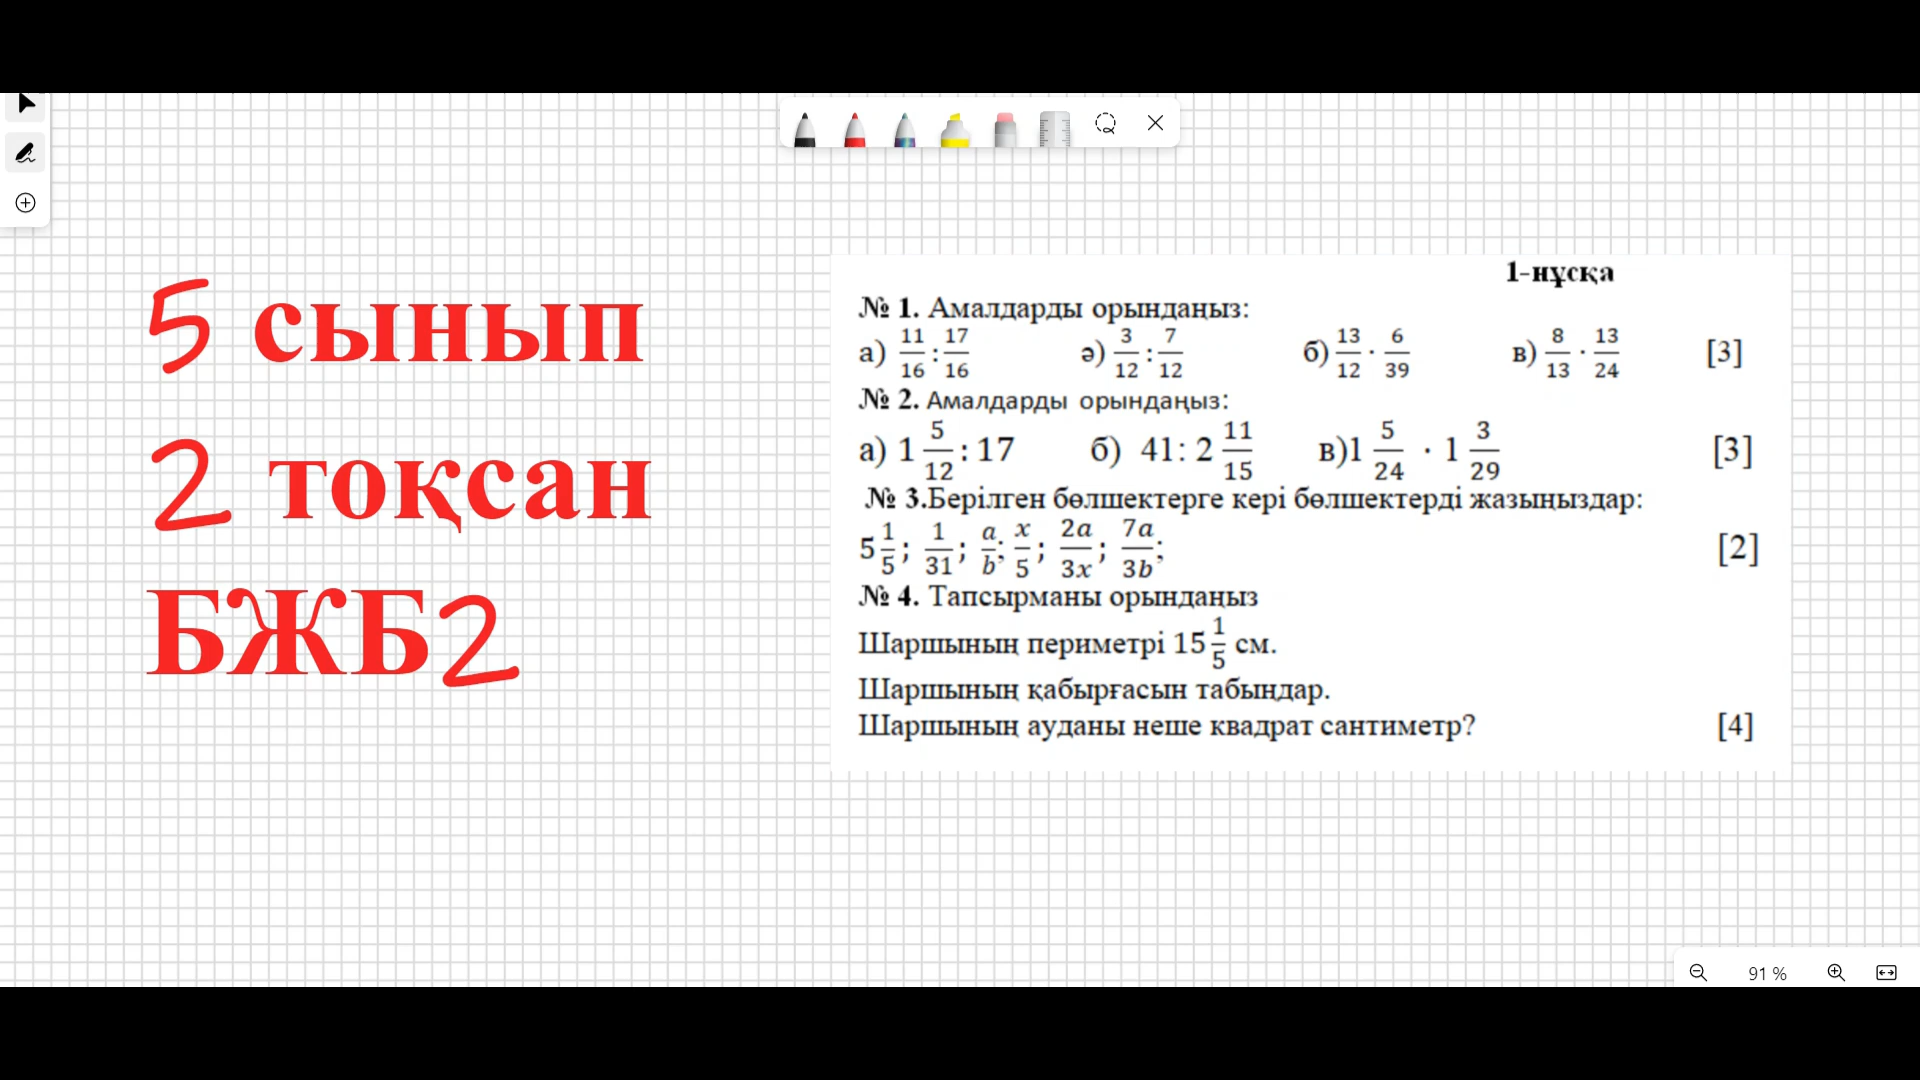 5 сынып
2 тоқсан
БЖБ2
1-нұсқа
№ 1. Амалдарды орындаңыз:
а) 11/16 : 17/16 ә) 3/12 : 7/12 б) 13/12 · 6/39 в) 8/13 · 13/24 [3]
№ 2. Амалдарды орындаңыз:
а) 1 5/12 : 17 б) 41: 2 11/15 в)1 5/24 · 1 3/29 [3]
№ 3.Берілген бөлшектерге кері бөлшектерді жазыңыздар:
5 1/5; 1/31; a/b; x/5; 2a/3x; 7a/3b; [2]
№ 4. Тапсырманы орындаңыз
Шаршының периметрі 15 1/5 см.
Шаршының қабырғасын табыңдар.
Шаршының ауданы неше квадрат сантиметр? [4]
91 %